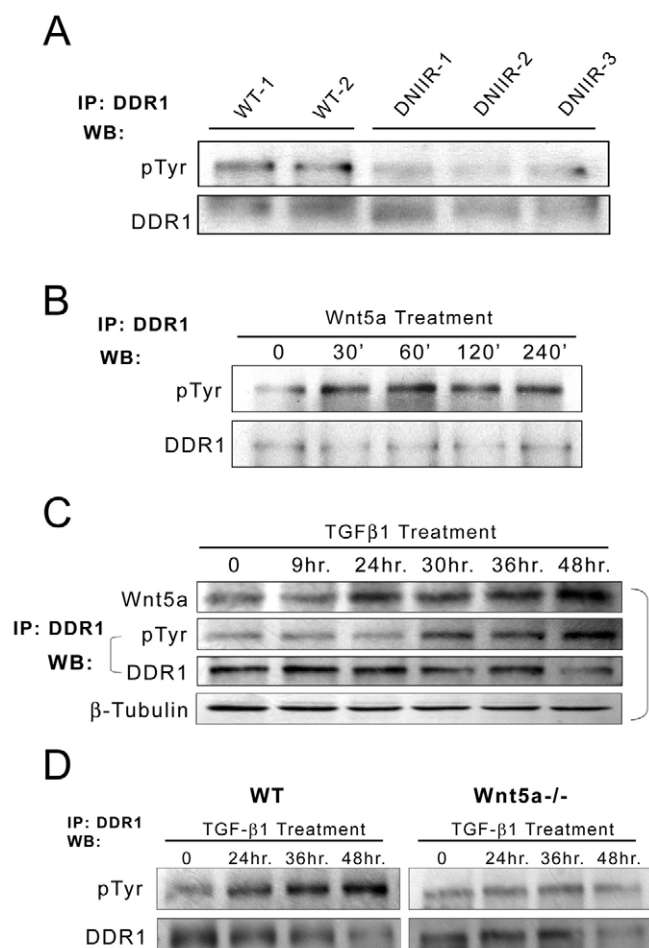 A
IP: DDR1
WB:
WT-1 WT-2 DNIIR-1 DNIIR-2 DNIIR-3
pTyr
DDR1
B
IP: DDR1
WB:
Wnt5a Treatment
0 30' 60' 120' 240'
pTyr
DDR1
C
TGFβ1 Treatment
0 9hr. 24hr. 30hr. 36hr. 48hr.
Wnt5a
IP: DDR1
WB:
pTyr
DDR1
β-Tubulin
D
WT
Wnt5a-/-
IP: DDR1
WB:
TGF-β1 Treatment
TGF-β1 Treatment
0 24hr. 36hr. 48hr.
0 24hr. 36hr. 48hr.
pTyr
DDR1